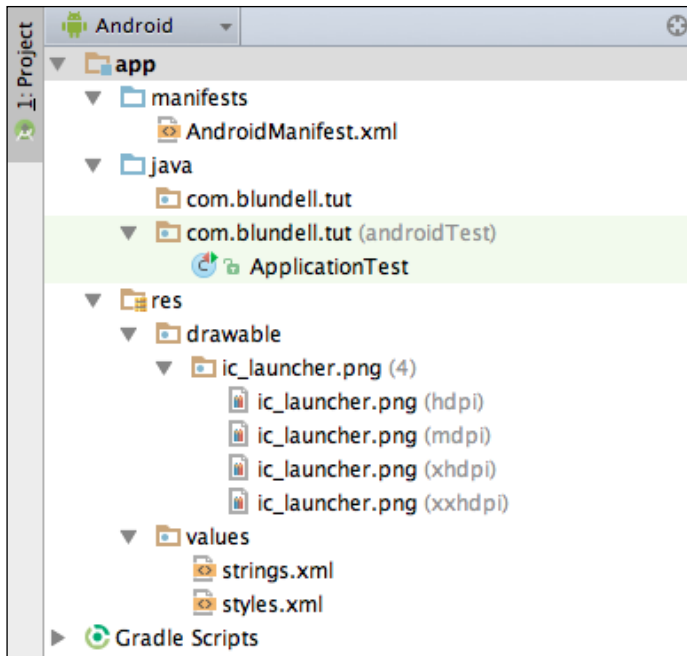 1: Project
Android
app
manifests
AndroidManifest.xml
java
com.blundell.tut
com.blundell.tut (androidTest)
ApplicationTest
res
drawable
ic_launcher.png (4)
ic_launcher.png (hdpi)
ic_launcher.png (mdpi)
ic_launcher.png (xhdpi)
ic_launcher.png (xxhdpi)
values
strings.xml
styles.xml
Gradle Scripts